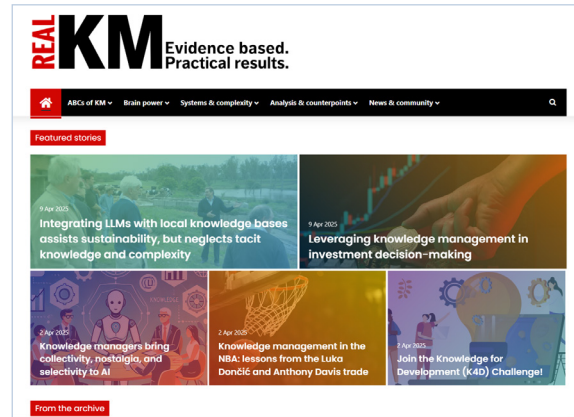 REAL
KM
Evidence based.
Practical results.
ABCs of KM
Brain power
Systems & complexity
Analysis & counterpoints
News & community
Featured stories
9 Apr 2025
Integrating LLMs with local knowledge bases
assists sustainability, but neglects tacit
knowledge and complexity
9 Apr 2025
Leveraging knowledge management in
investment decision-making
2 Apr 2025
Knowledge managers bring
collectivity, nostalgia, and
selectivity to AI
2 Apr 2025
Knowledge management in the
NBA: lessons from the Luka
Dončić and Anthony Davis trade
2 Apr 2025
Join the Knowledge for
Development (K4D) Challenge!
From the archive